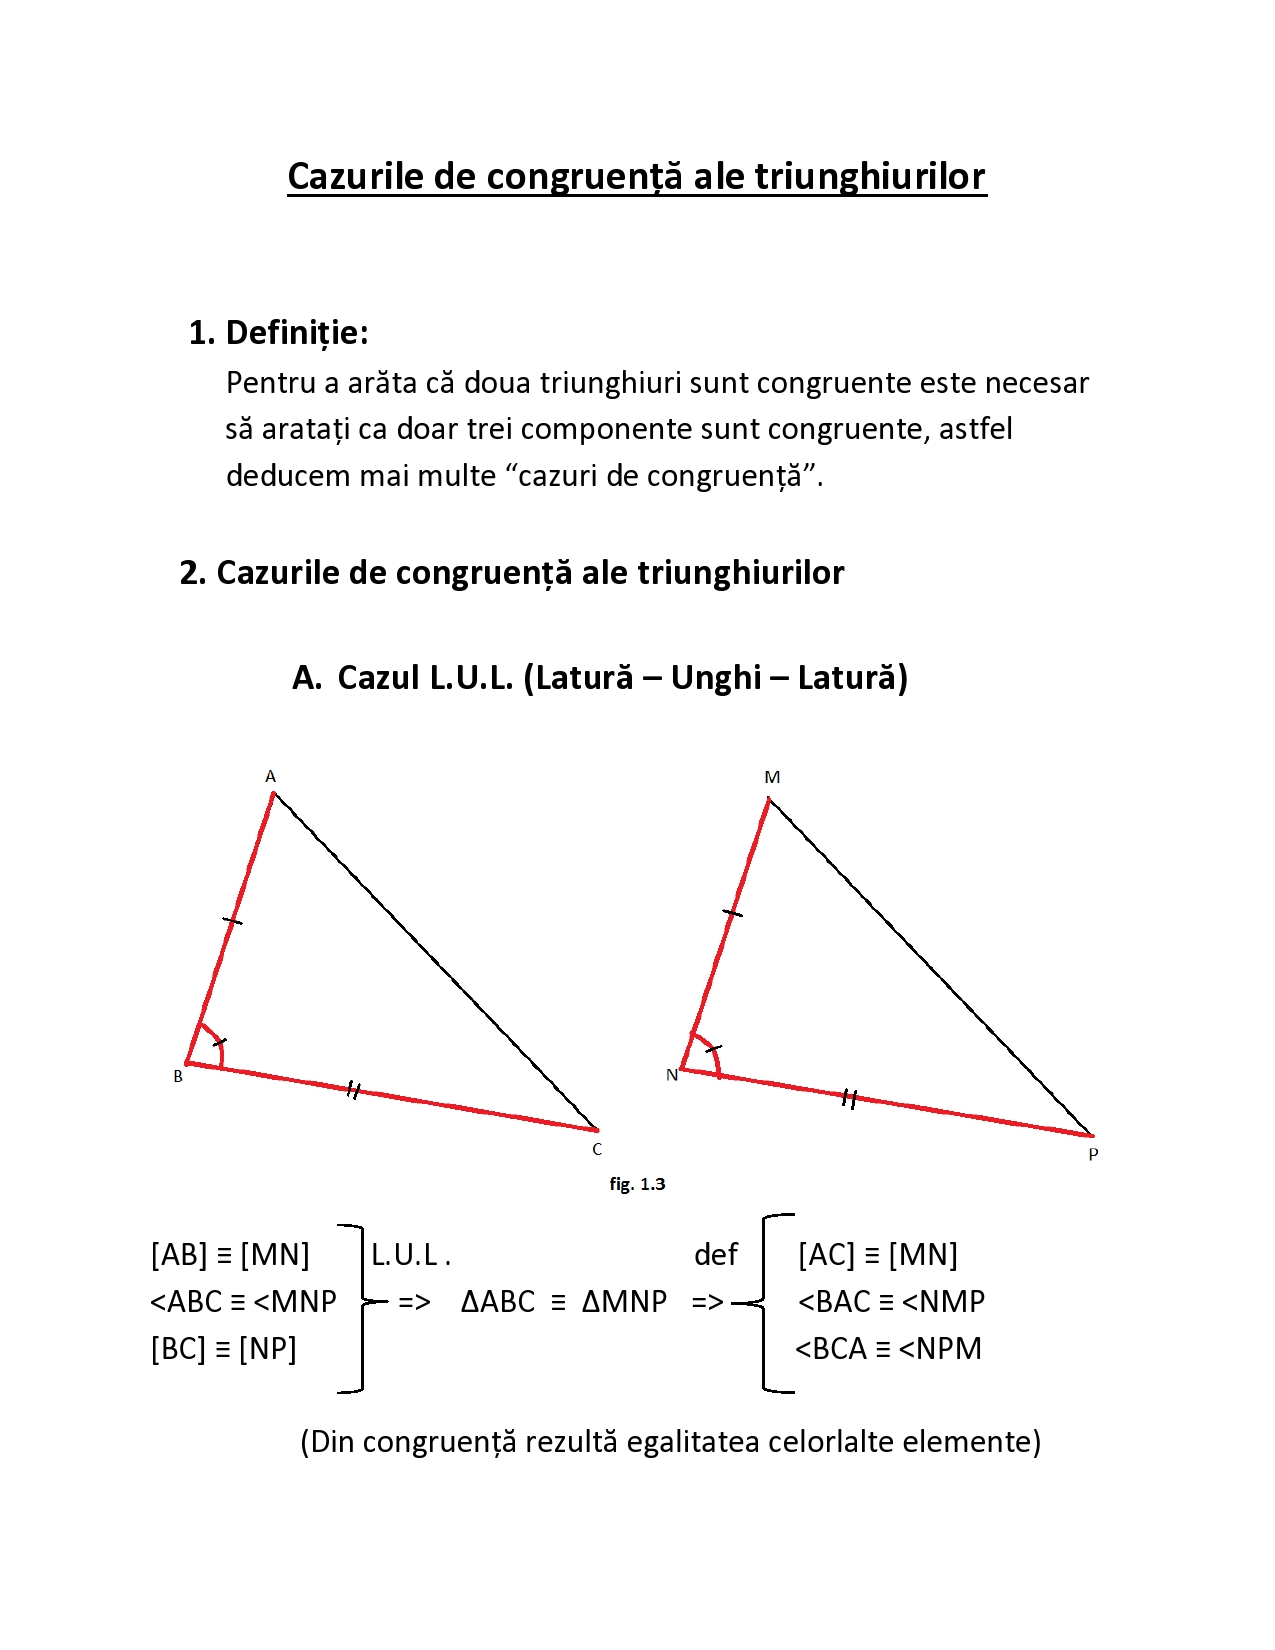 Cazurile de congruență ale triunghiurilor
1. Definiție:
Pentru a arăta că doua triunghiuri sunt congruente este necesar
să aratați ca doar trei componente sunt congruente, astfel
deducem mai multe “cazuri de congruență”.
2. Cazurile de congruență ale triunghiurilor
A. Cazul L.U.L. (Latură – Unghi – Latură)
A M
B N
C P
fig. 1.3
[AB] ≡ [MN] L.U.L . def [AC] ≡ [MN]
<ABC ≡ <MNP => ΔABC ≡ ΔMNP => <BAC ≡ <NMP
[BC] ≡ [NP] <BCA ≡ <NPM
(Din congruență rezultă egalitatea celorlalte elemente)